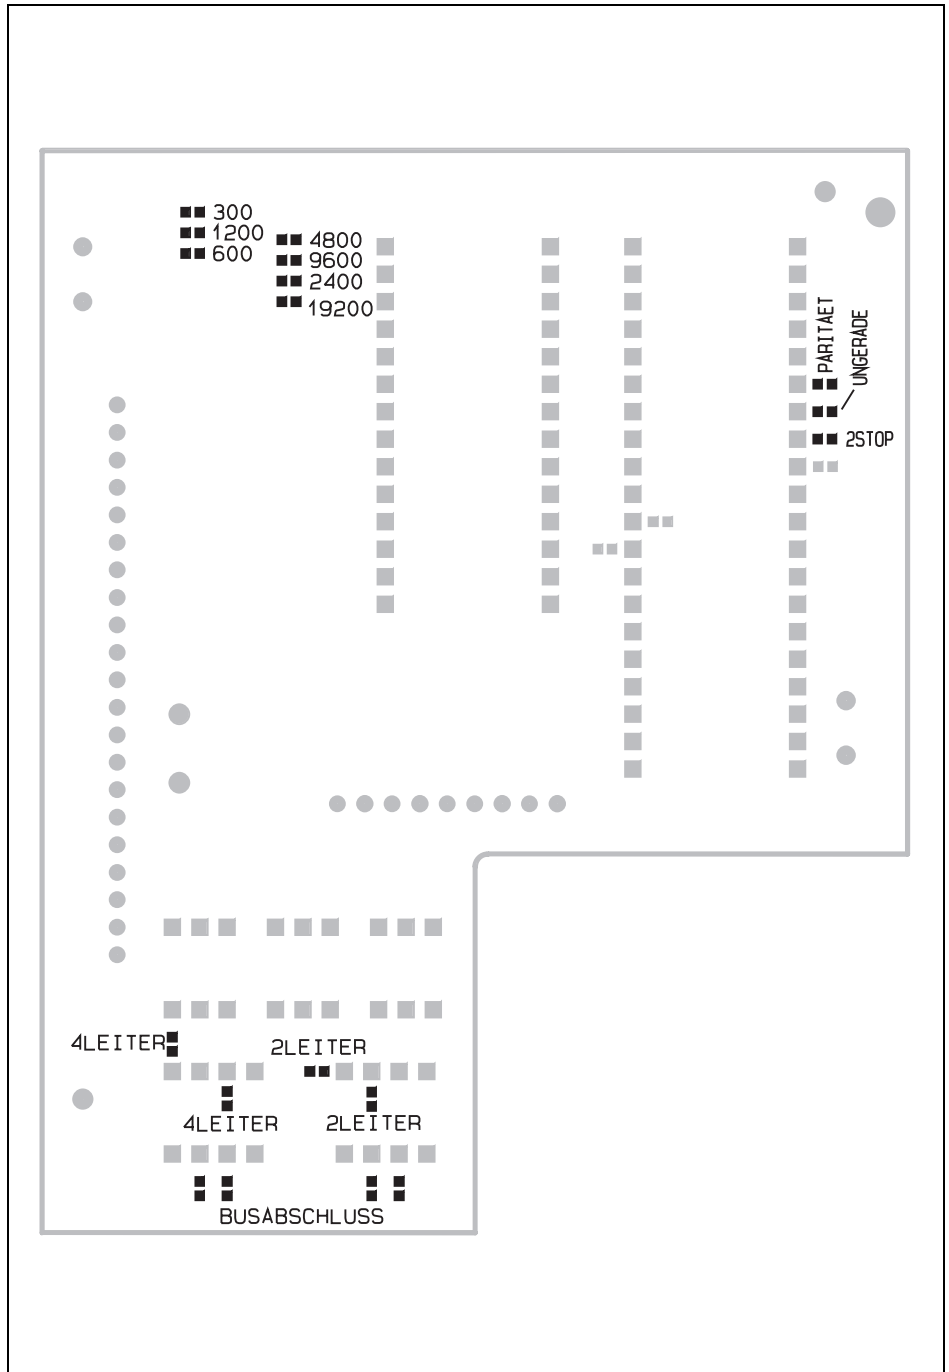 300
1200
600
4800
9600
2400
19200
PARITAET
UNGERADE
2STOP
4LEITER
2LEITER
4LEITER
2LEITER
BUSABSCHLUSS